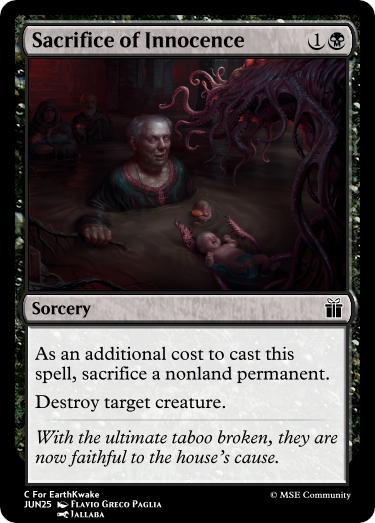 Sacrifice of Innocence 1
Sorcery
As an additional cost to cast this
spell, sacrifice a nonland permanent.
Destroy target creature.
With the ultimate taboo broken, they are
now faithful to the house's cause.
C For EarthKwake
JUN25 Flavio Greco Paglia © MSE Community
Jallaba